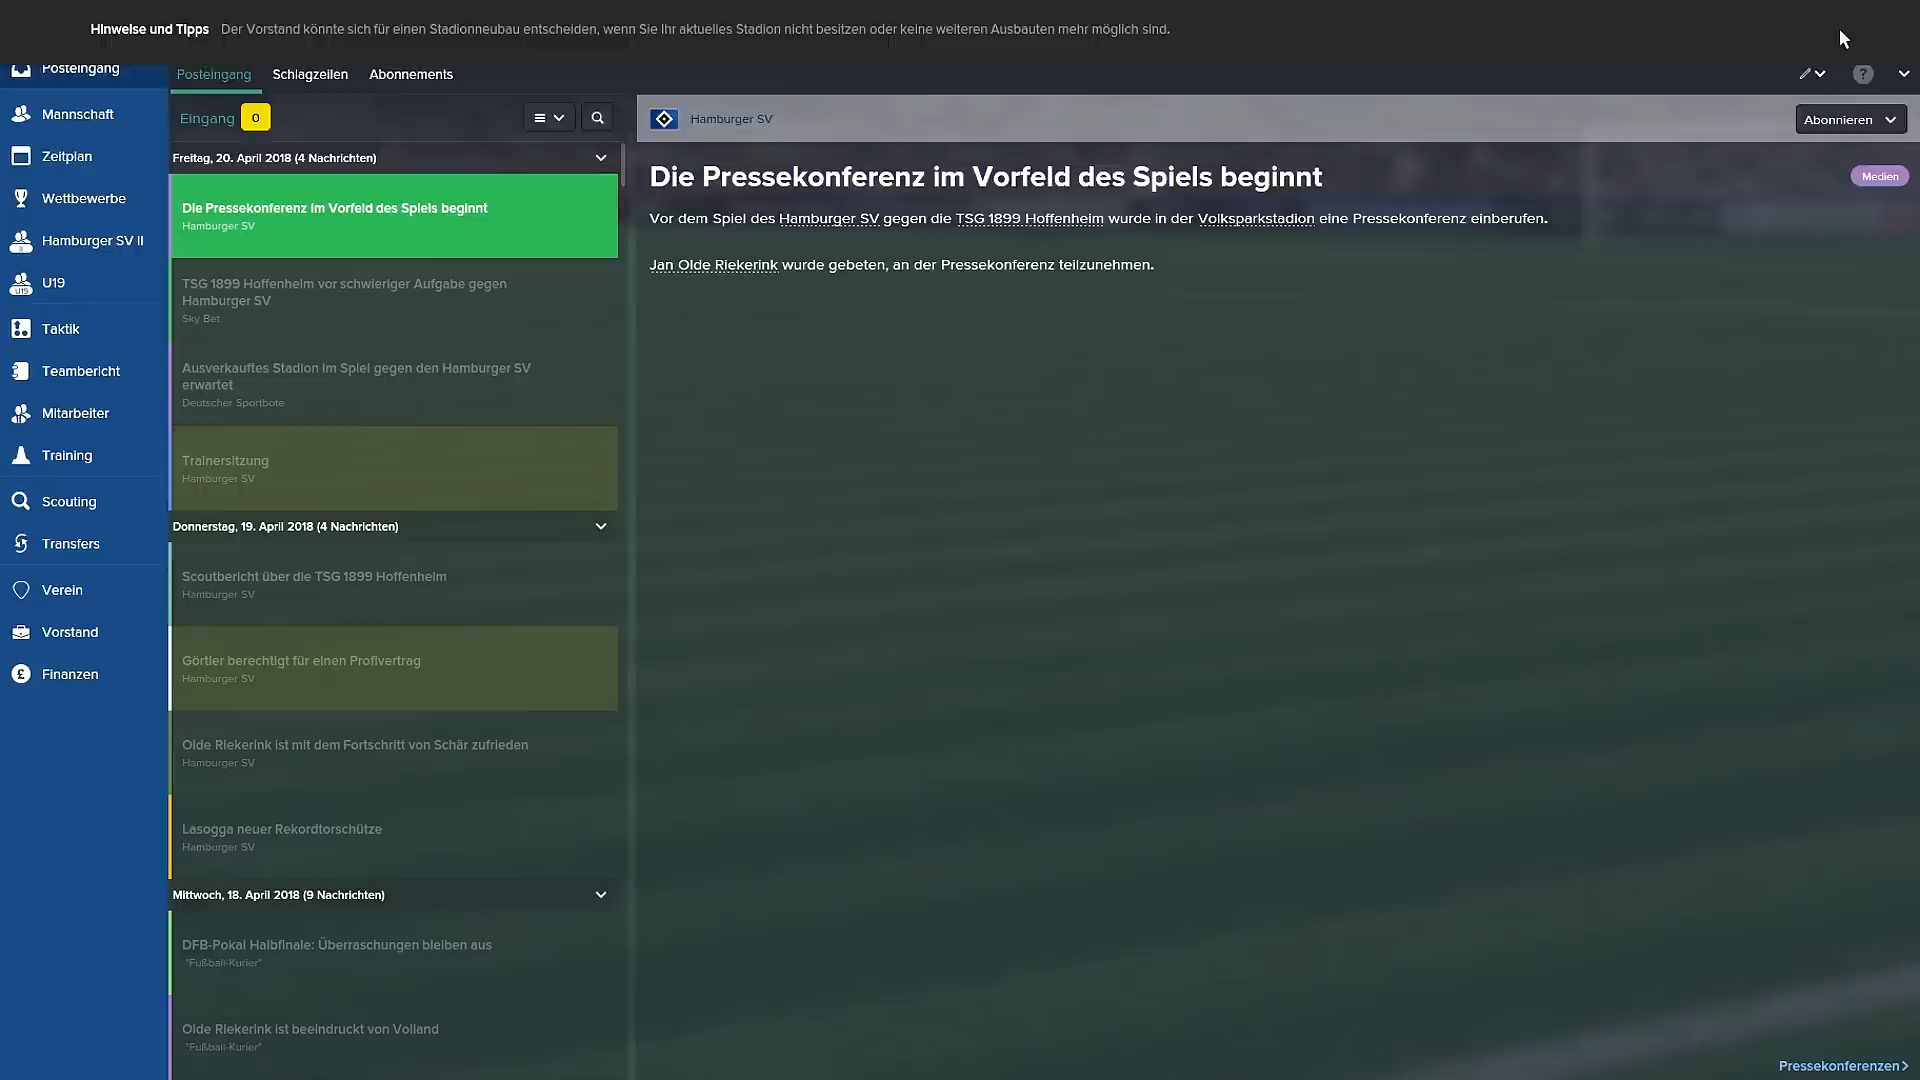 Hinweise und Tipps Der Vorstand könnte sich für einen Stadionneubau entscheiden, wenn Sie Ihr aktuelles Stadion nicht besitzen oder keine weiteren Ausbauten mehr möglich sind.
Posteingang
Mannschaft
Zeitplan
Wettbewerbe
Hamburger SV II
U19
U19
Taktik
Teambericht
Mitarbeiter
Training
Scouting
Transfers
Verein
Vorstand
Finanzen
Posteingang Schlagzeilen Abonnements
Eingang 0
Freitag, 20. April 2018 (4 Nachrichten)
Die Pressekonferenz im Vorfeld des Spiels beginnt
Hamburger SV
TSG 1899 Hoffenheim vor schwieriger Aufgabe gegen
Hamburger SV
Sky Bet
Ausverkauftes Stadion im Spiel gegen den Hamburger SV
erwartet
Deutscher Sportbote
Trainersitzung
Hamburger SV
Donnerstag, 19. April 2018 (4 Nachrichten)
Scoutbericht über die TSG 1899 Hoffenheim
Hamburger SV
Görtler berechtigt für einen Profivertrag
Hamburger SV
Olde Riekerink ist mit dem Fortschritt von Schär zufrieden
Hamburger SV
Lasogga neuer Rekordtorschütze
Hamburger SV
Mittwoch, 18. April 2018 (9 Nachrichten)
DFB-Pokal Halbfinale: Überraschungen bleiben aus
"Fußball-Kurier"
Olde Riekerink ist beeindruckt von Volland
"Fußball-Kurier"
?
Hamburger SV
Abonnieren
Die Pressekonferenz im Vorfeld des Spiels beginnt
Medien
Vor dem Spiel des Hamburger SV gegen die TSG 1899 Hoffenheim wurde in der Volksparkstadion eine Pressekonferenz einberufen.
Jan Olde Riekerink wurde gebeten, an der Pressekonferenz teilzunehmen.
Pressekonferenzen >